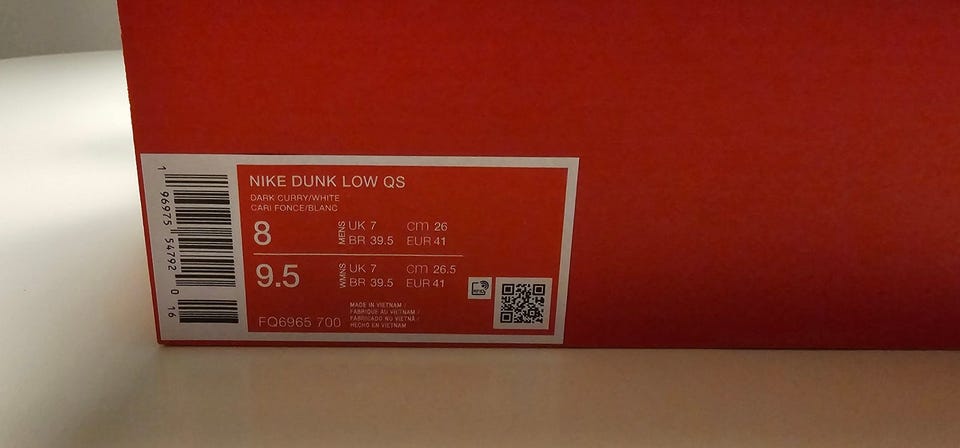 NIKE DUNK LOW QS
DARK CURRY/WHITE
CARI FONCE/BLANC
8 MENS UK 7 cm 26
BR 39.5 EUR 41
9.5 WMNS UK 7 cm 26.5
BR 39.5 EUR 41
MADE IN VIETNAM /
FABRIQUE AU VIETNAM /
FABRICADO NO VIETNÃ /
HECHO EN VIETNAM
FQ6965 700
1 96975 54792 0 16